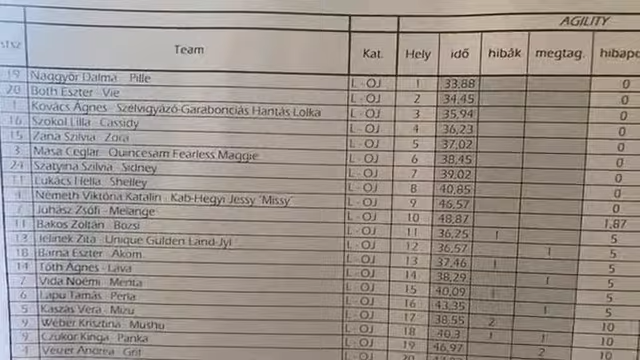 AGILITY
stsz Team Kat. Hely idő hibák megtag. hibapo
19 Naggyőr Dalma - Pille L - OJ 1 33,88 0
20 Both Eszter - Vie L - OJ 2 34,45 0
1 Kovács Ágnes - Szélvigyázó-Garabonciás Hantás Lolka L - OJ 3 35,94 0
16 Szokol Lilla - Cassidy L - OJ 4 36,23 0
15 Zana Szilvia - Zora L - OJ 5 37,02 0
3 Masa Ceglar - Quincesam Fearless Maggie L - OJ 6 38,45 0
24 Szatyina Szilvia - Sidney L - OJ 7 39,02 0
11 Lukács Hella - Shelley L - OJ 8 40,85 0
4 Németh Viktória Katalin - Kab-Hegyi Jessy "Missy" L - OJ 9 46,57 0
2 Juhász Zsófi - Melange L - OJ 10 48,87 1,87
11 Bakos Zoltán - Bozsi L - OJ 11 36,25 1 5
13 Jelinek Zita - Unique Gulden Land Jyl L - OJ 12 36,57 1 5
18 Barna Eszter - Akom L - OJ 13 37,46 1 5
14 Tóth Ágnes - Láva L - OJ 14 38,29 1 5
7 Vida Noémi - Menta L - OJ 15 40,09 1 5
6 Lapu Tamás - Perla L - OJ 16 43,35 1 5
5 Kaszás Vera - Mizu L - OJ 17 38,55 2 10
9 Weber Krisztina - Mushu L - OJ 18 40,3 1 1 10
9 Czukor Kinga - Panka L - OJ 19 46,97 2 10
4 Andrea - Grit L - OJ 20